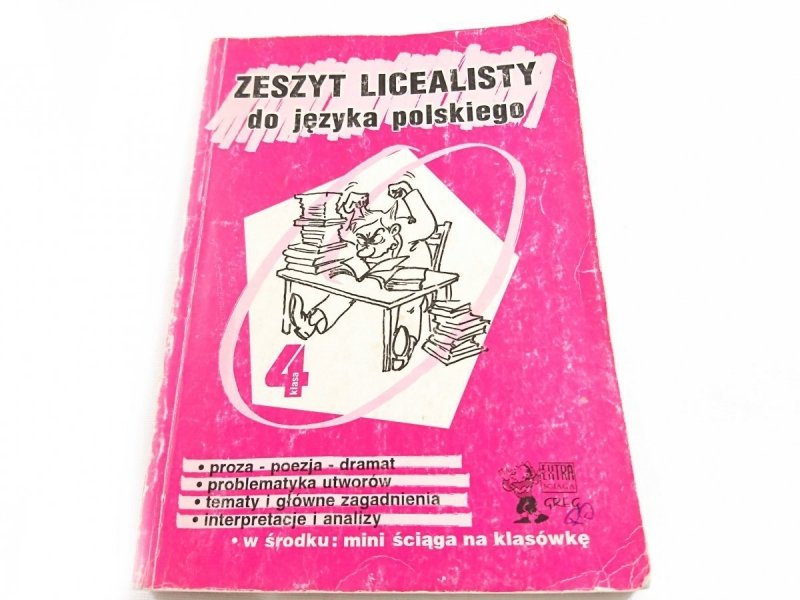 ZESZYT LICEALISTY
do języka polskiego
4
klasa
• proza - poezja - dramat
• problematyka utworów
• tematy i główne zagadnienia
• interpretacje i analizy
• w środku: mini ściąga na klasówkę
EXTRA
ŚCIĄGA
GREG